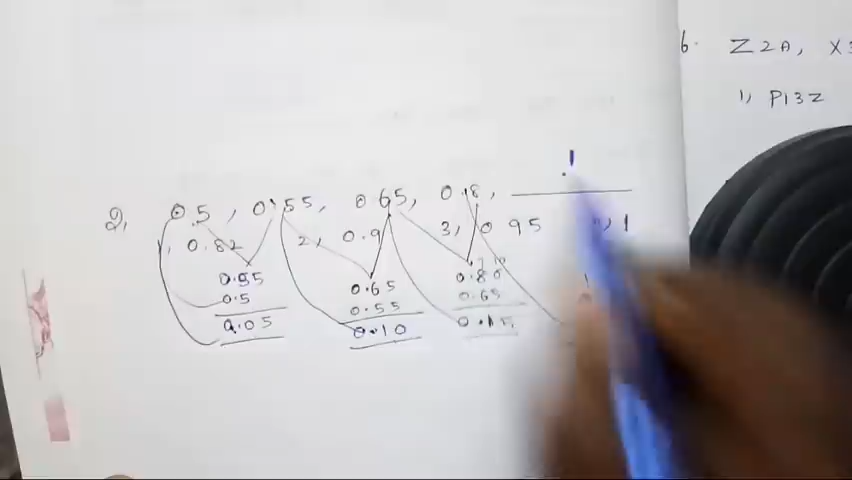 6. Z2A, X3
1, P13Z
2, 0.5, 0.55, 0.65, 0.8,
1, 0.82 2, 0.9 3, 0.95 1
0.55 0.65 0.80
0.5 0.55 0.65
0.05 0.10 0.15